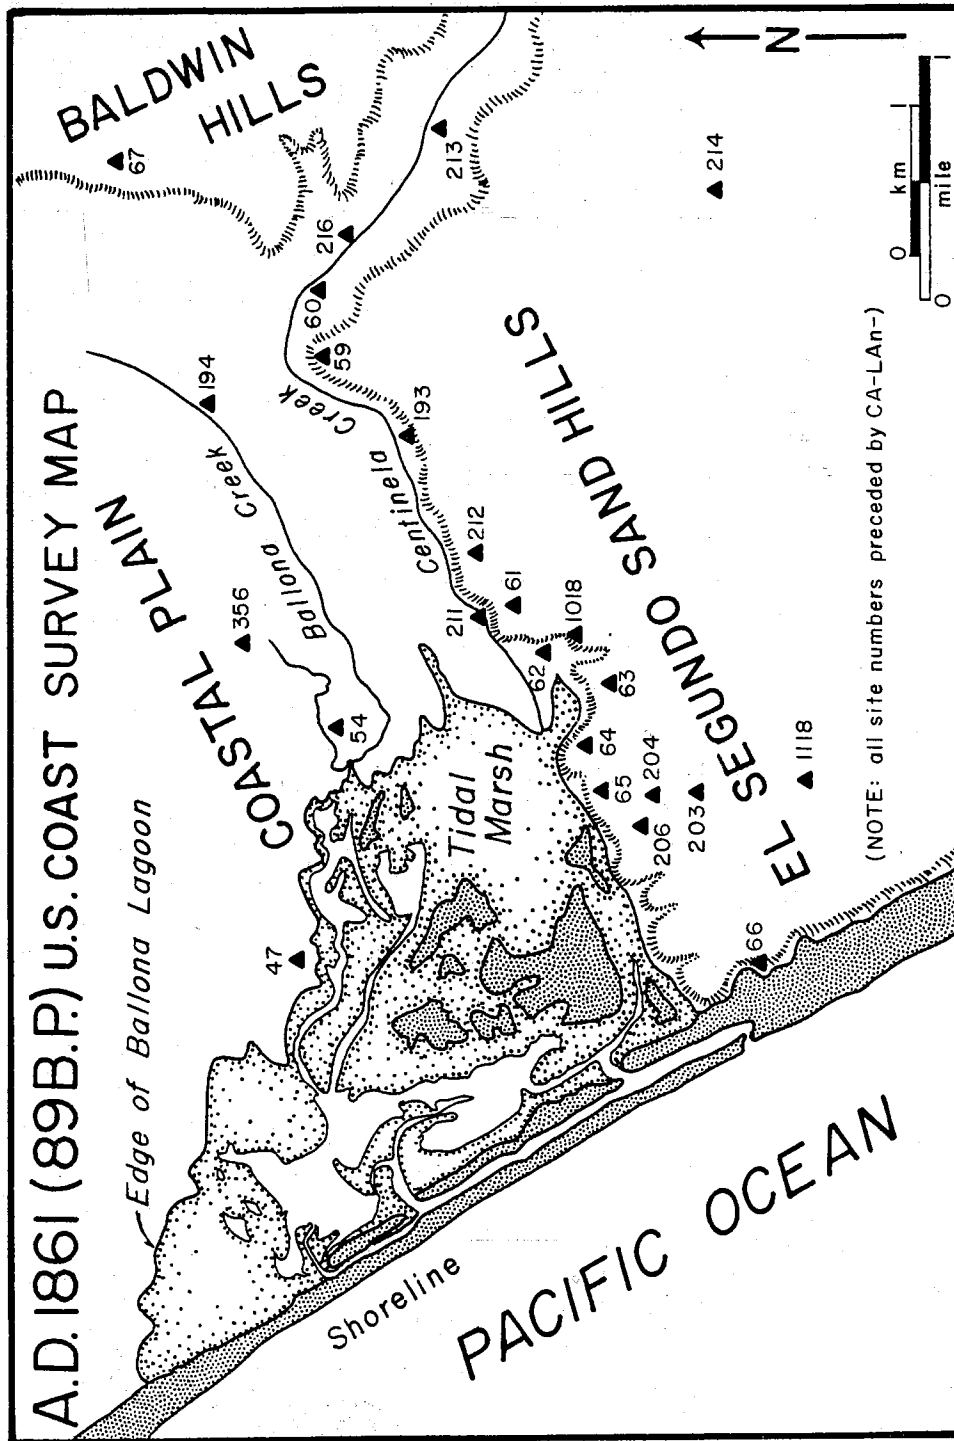 A.D. 1861 (89 B.P.) U.S. COAST SURVEY MAP
Edge of Ballona Lagoon
COASTAL PLAIN
BALDWIN
HILLS
67
194
356
Ballona Creek
54
47
216
60
59
213
Centinela Creek
193
212
211
61
1018
62
63
64
65
204
206
203
1118
66
214
Tidal
Marsh
EL SEGUNDO SAND HILLS
Shoreline
PACIFIC OCEAN
N
0 km 1
0 mile 1
(NOTE: all site numbers preceded by CA-LAn-)